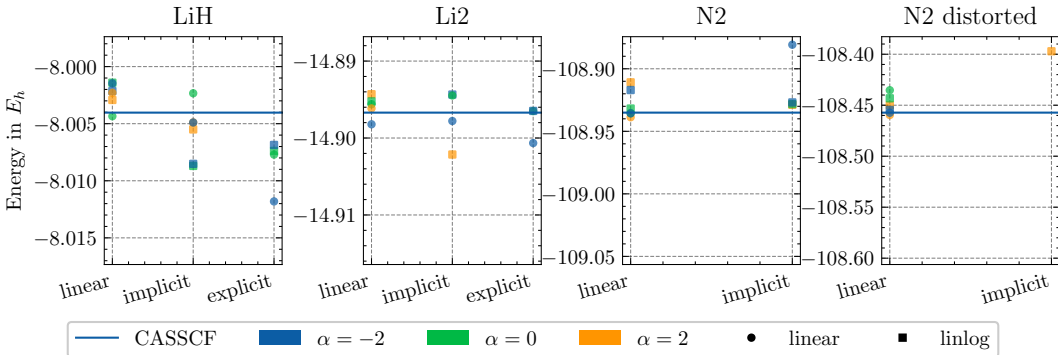 LiH
Li2
N2
N2 distorted
Energy in E_h
−8.000
−8.005
−8.010
−8.015
linear
implicit
explicit
−14.89
−14.90
−14.91
linear
implicit
explicit
−108.90
−108.95
−109.00
−109.05
linear
implicit
−108.40
−108.45
−108.50
−108.55
−108.60
linear
implicit
CASSCF α = −2 α = 0 α = 2 linear linlog